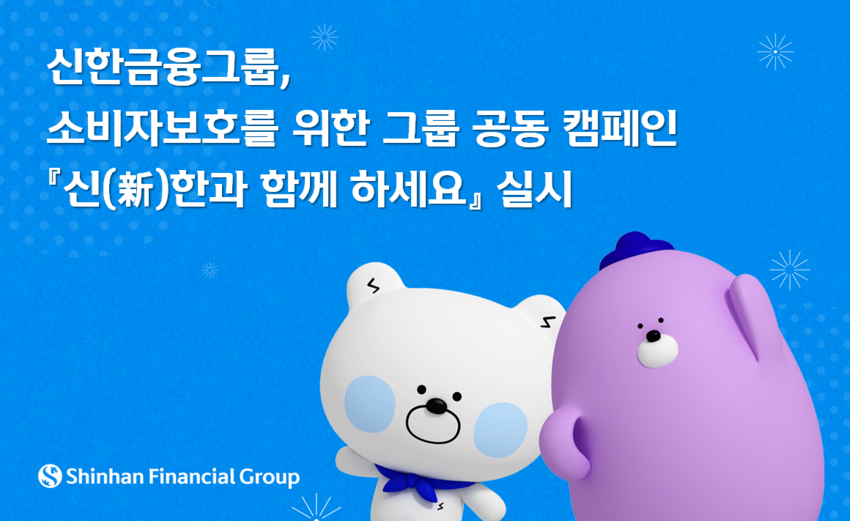 신한금융그룹,
소비자보호를 위한 그룹 공동 캠페인
『신(新)한과 함께 하세요』 실시
Shinhan Financial Group